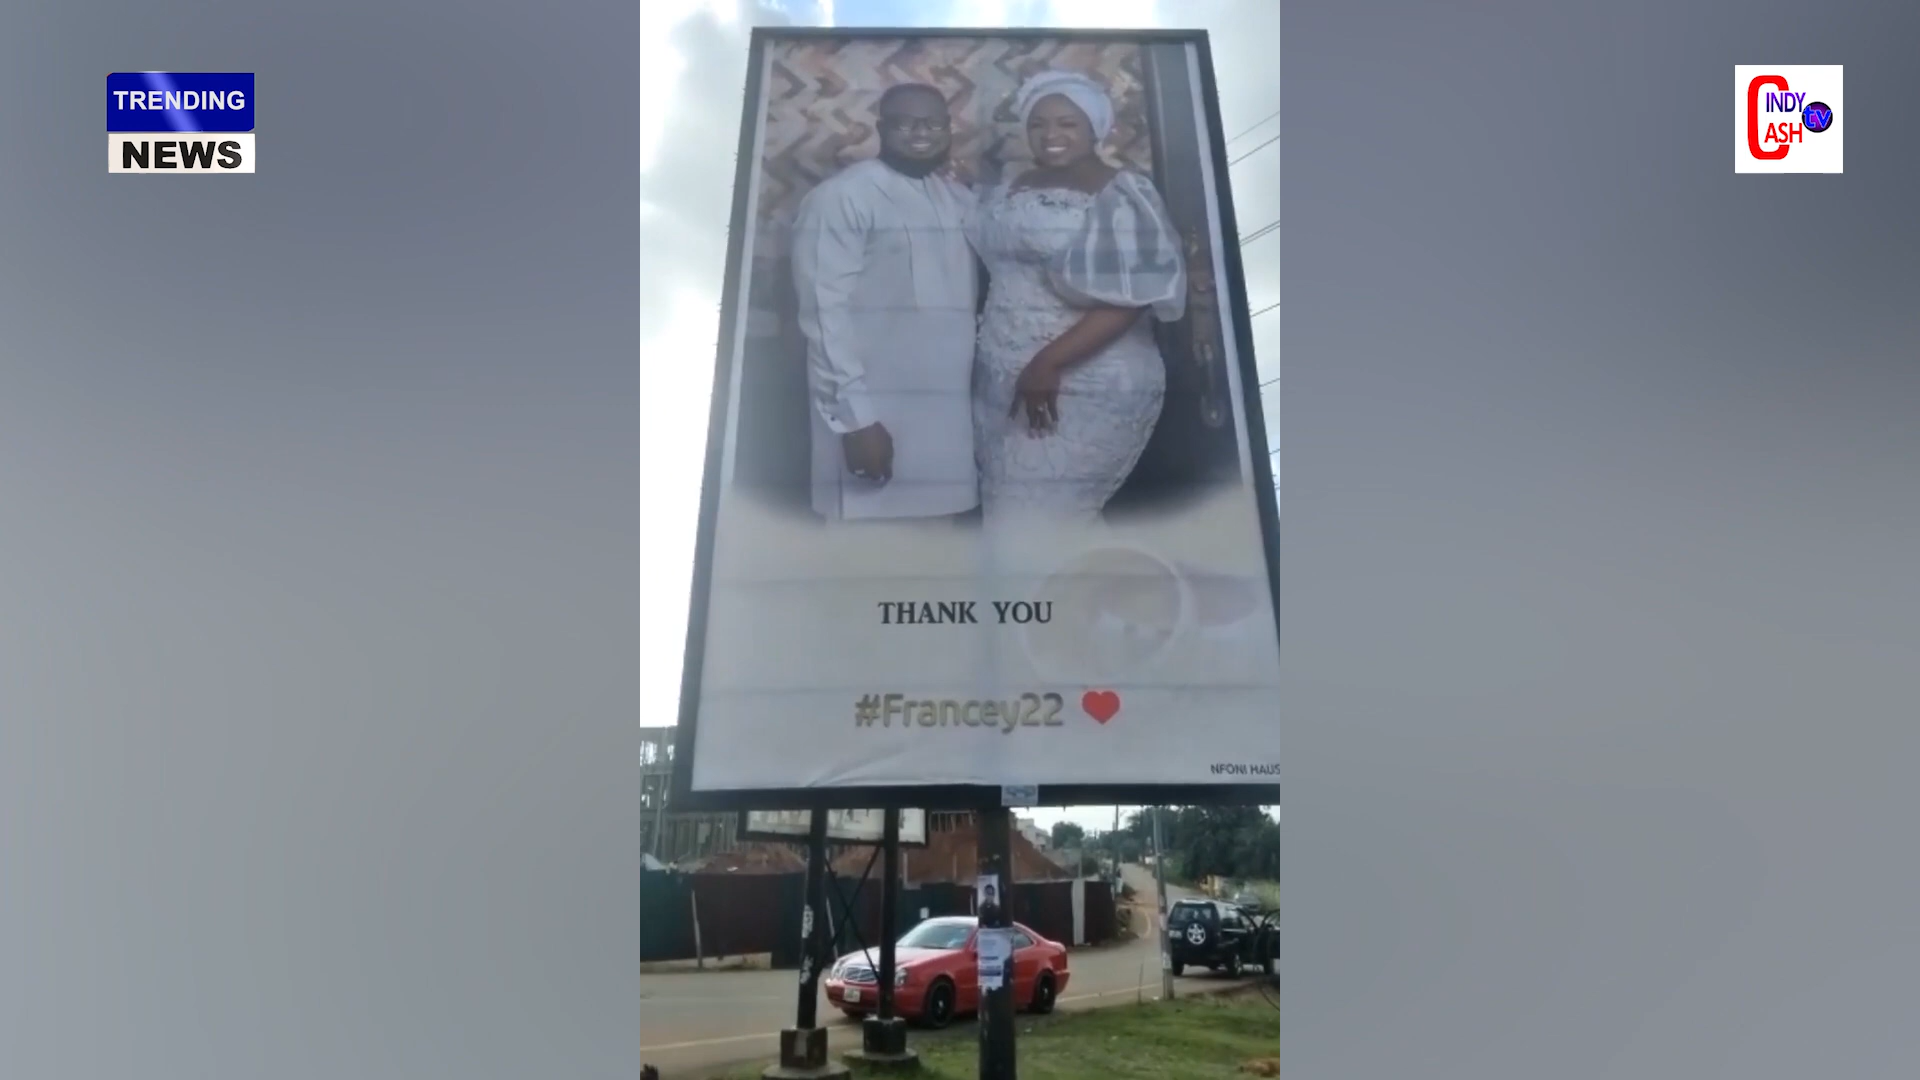 TRENDING
NEWS
CINDY
CASH
tv
THANK YOU
#Francey22
NFONI HAUS